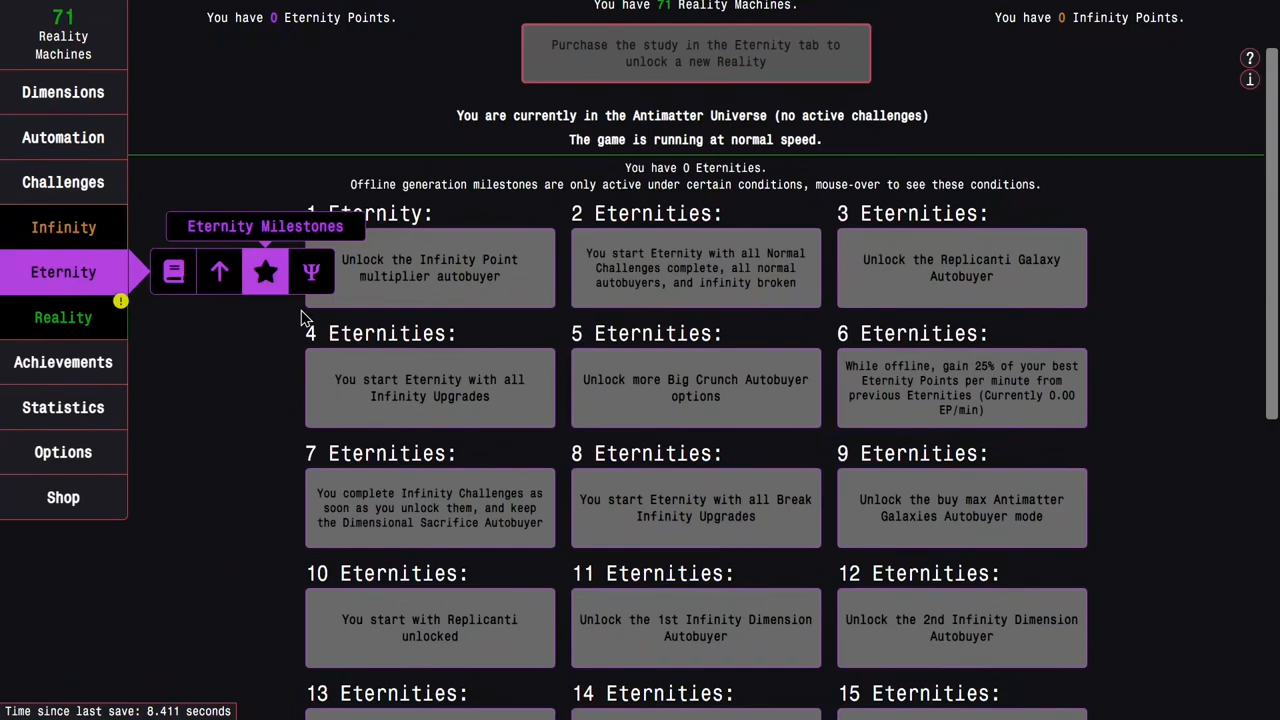 71
Reality
Machines
Dimensions
Automation
Challenges
Infinity
Eternity
!
Reality
Achievements
Statistics
Options
Shop
You have 0 Eternity Points.
You have 71 Reality Machines.
You have 0 Infinity Points.
Purchase the study in the Eternity tab to
unlock a new Reality
?
i
You are currently in the Antimatter Universe (no active challenges)
The game is running at normal speed.
You have 0 Eternities.
Offline generation milestones are only active under certain conditions, mouse-over to see these conditions.
Eternity Milestones
Ψ
1 Eternity:
Unlock the Infinity Point
multiplier autobuyer
2 Eternities:
You start Eternity with all Normal
Challenges complete, all normal
autobuyers, and infinity broken
3 Eternities:
Unlock the Replicanti Galaxy
Autobuyer
4 Eternities:
You start Eternity with all
Infinity Upgrades
5 Eternities:
Unlock more Big Crunch Autobuyer
options
6 Eternities:
While offline, gain 25% of your best
Eternity Points per minute from
previous Eternities (Currently 0.00
EP/min)
7 Eternities:
You complete Infinity Challenges as
soon as you unlock them, and keep
the Dimensional Sacrifice Autobuyer
8 Eternities:
You start Eternity with all Break
Infinity Upgrades
9 Eternities:
Unlock the buy max Antimatter
Galaxies Autobuyer mode
10 Eternities:
You start with Replicanti
unlocked
11 Eternities:
Unlock the 1st Infinity Dimension
Autobuyer
12 Eternities:
Unlock the 2nd Infinity Dimension
Autobuyer
13 Eternities:
14 Eternities:
15 Eternities:
Time since last save: 8.411 seconds